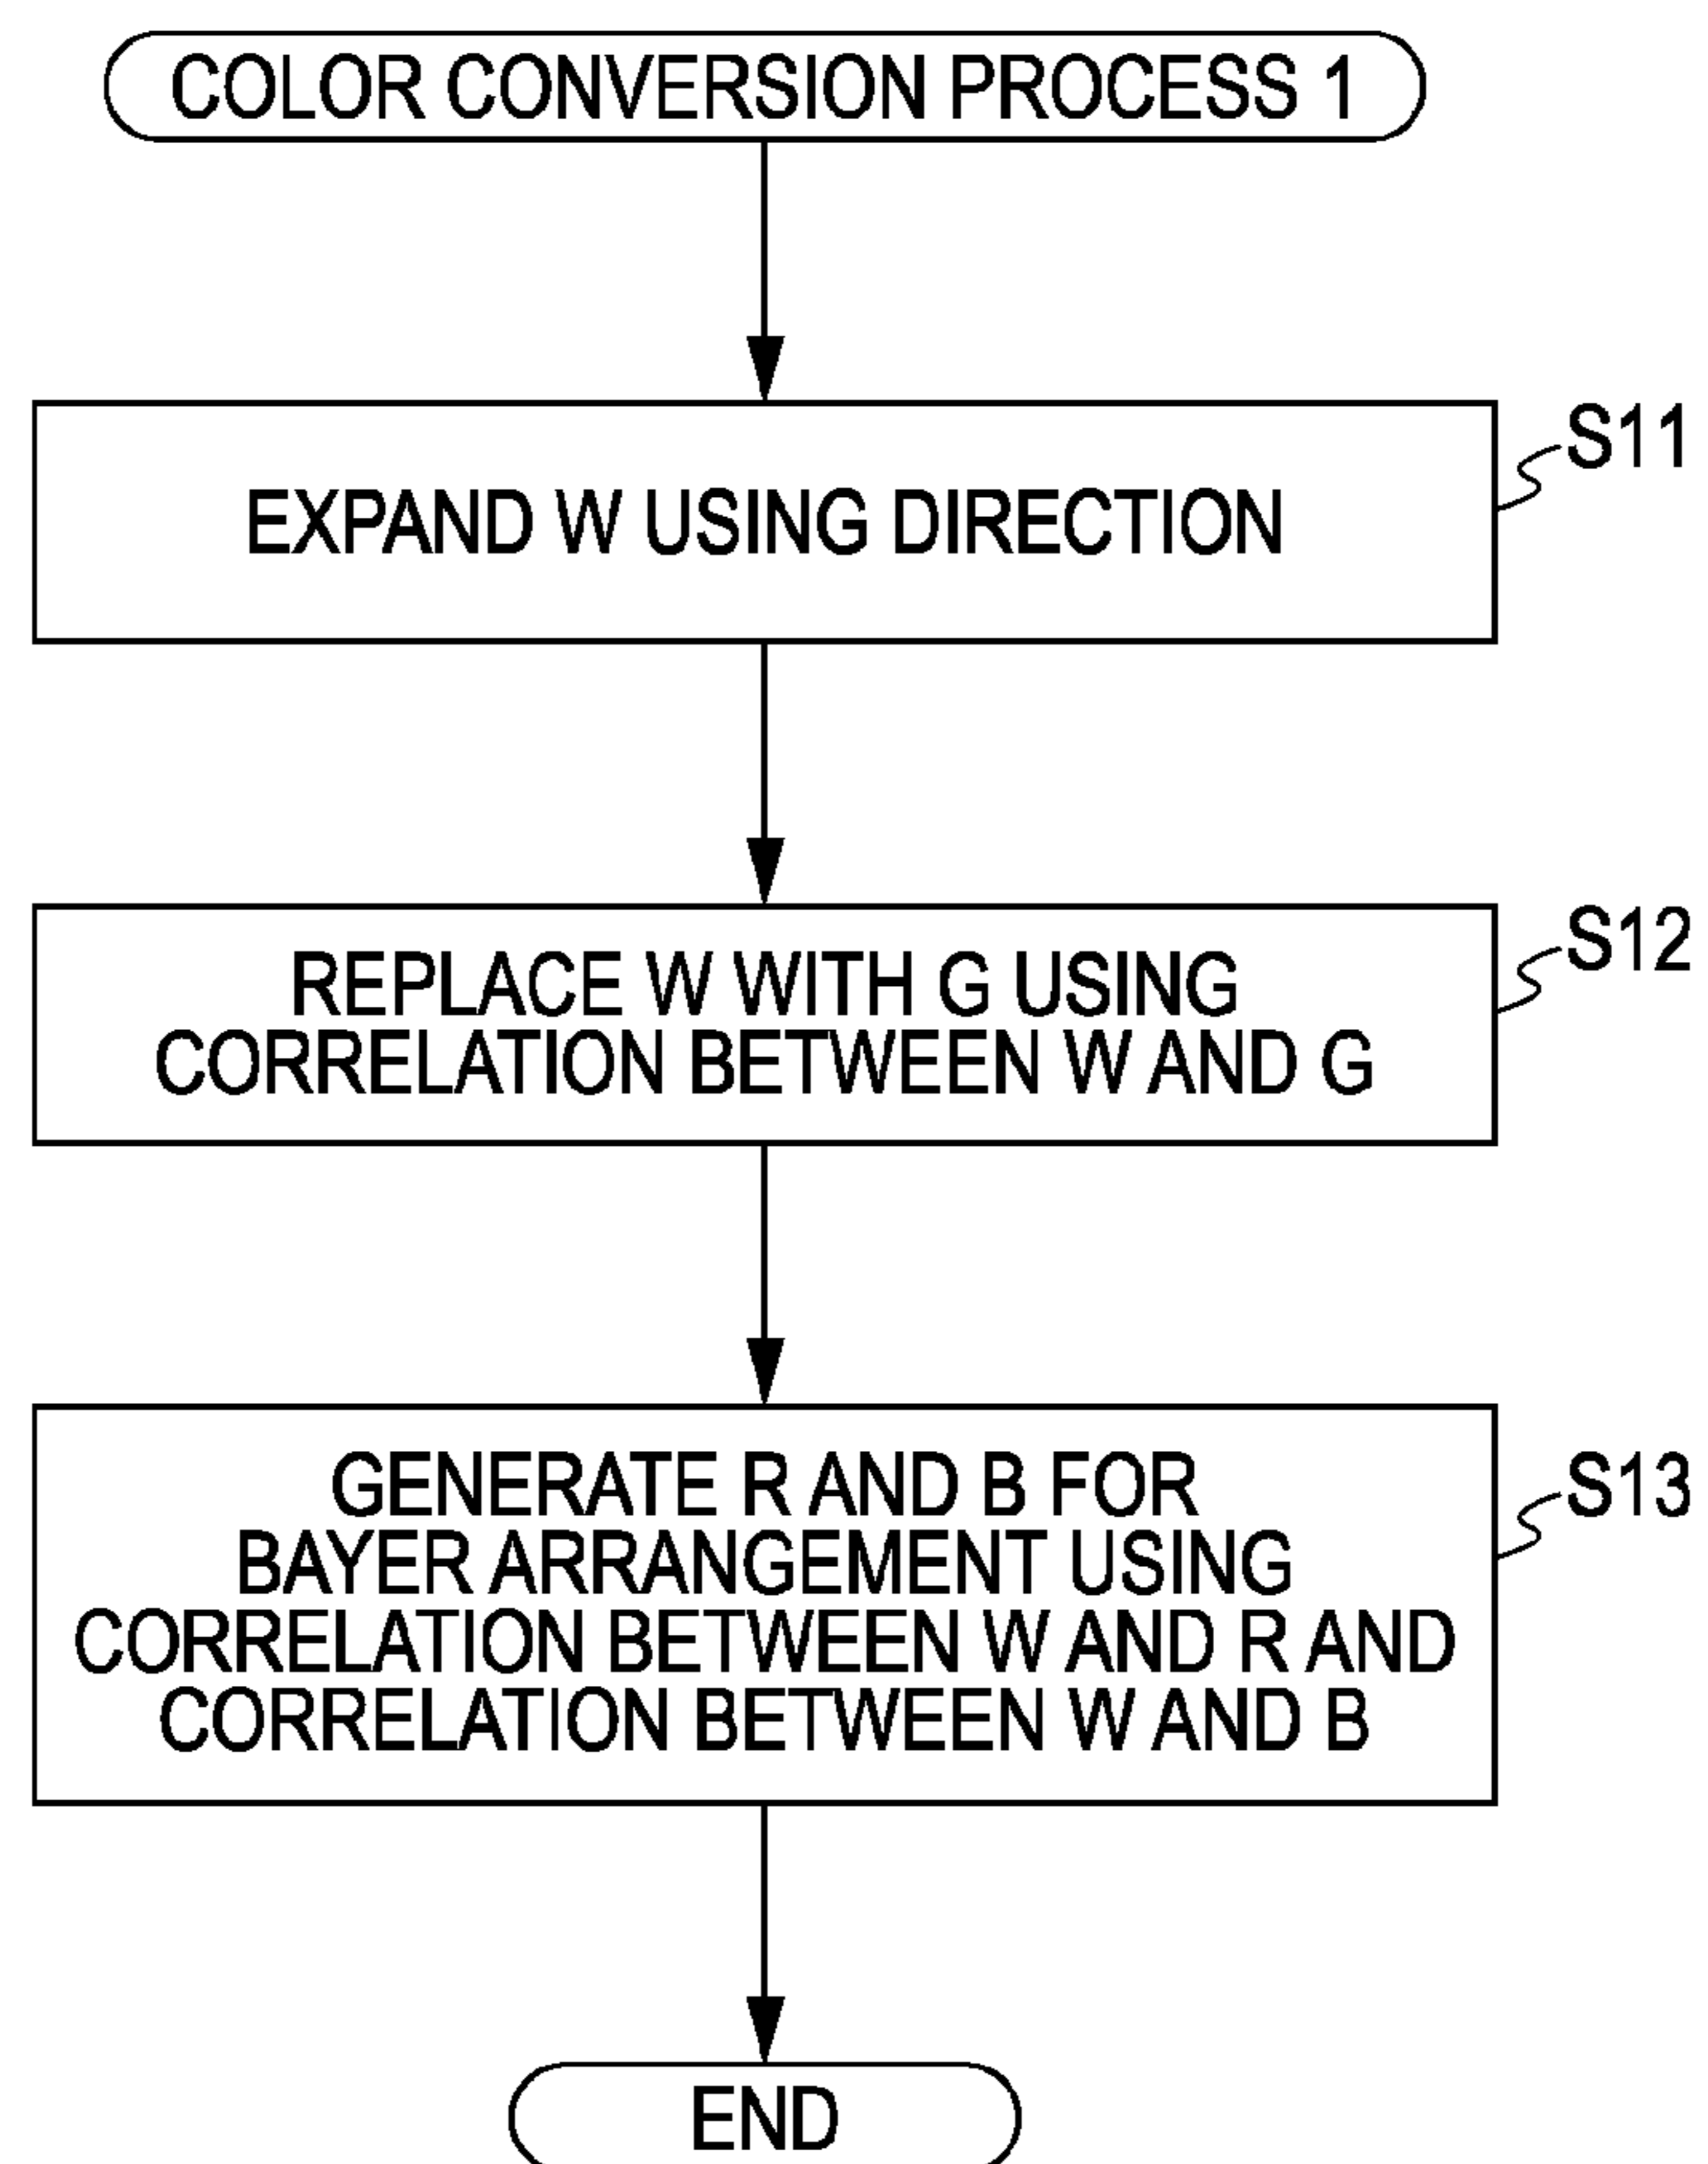 COLOR CONVERSION PROCESS 1
S11
EXPAND W USING DIRECTION
S12
REPLACE W WITH G USING
CORRELATION BETWEEN W AND G
S13
GENERATE R AND B FOR
BAYER ARRANGEMENT USING
CORRELATION BETWEEN W AND R AND
CORRELATION BETWEEN W AND B
END